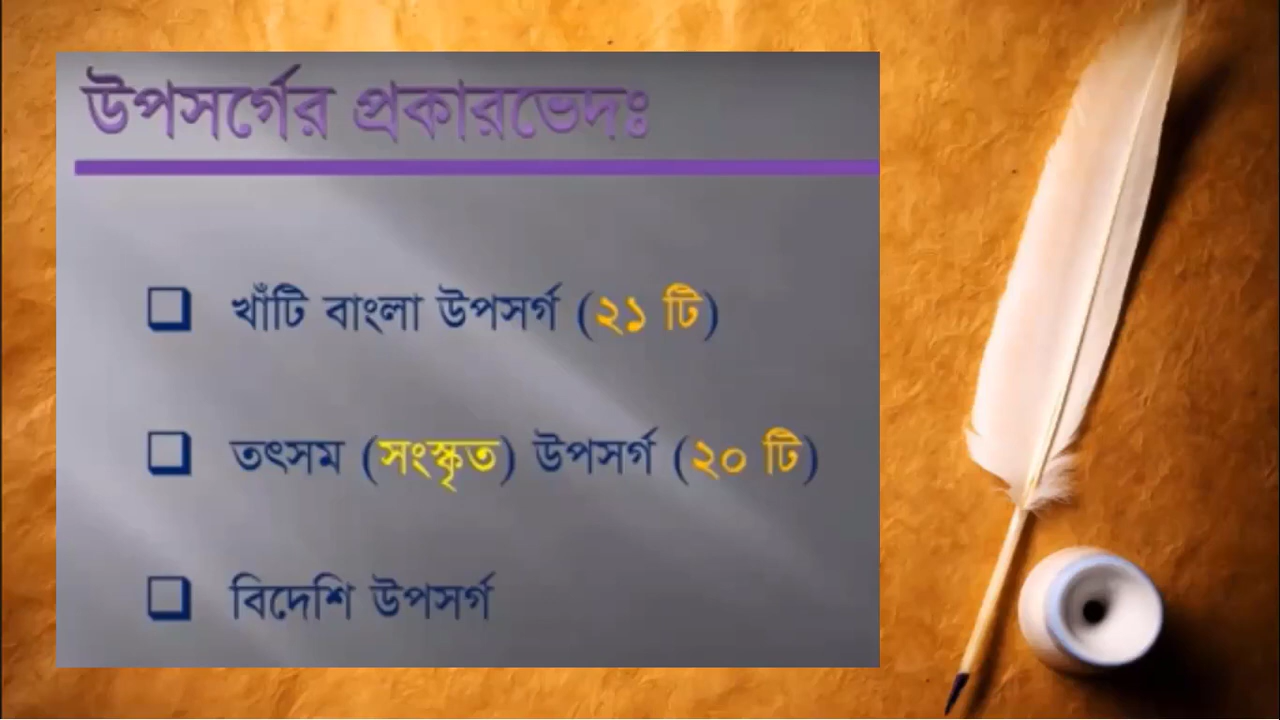 উপসর্গের প্রকারভেদঃ
খাঁটি বাংলা উপসর্গ (২১ টি)
তৎসম (সংস্কৃত) উপসর্গ (২০ টি)
বিদেশি উপসর্গ